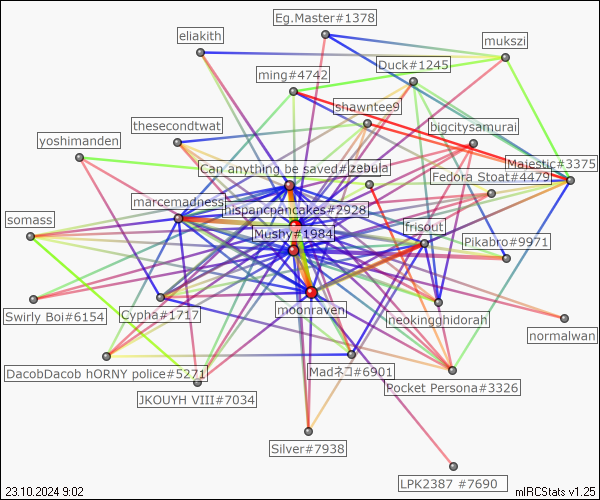 Eg.Master#1378
eliakith
mukszi
Duck#1245
ming#4742
shawntee9
thesecondtwat
bigcitysamurai
yoshimanden
Majestic#3375
Can anything be saved#
zebula
Fedora Stoat#4479
marcemadness
hispancpancakes#2928
somass
frisout
Mushy#1984
Pikabro#9971
moonraven
Swirly Boi#6154
Cypha#1717
neokingghidorah
normalwan
DacobDacob hORNY police#5271
Madネコ#6901
Pocket Persona#3326
JKOUYH VIII#7034
Silver#7938
LPK2387 #7690
23.10.2024 9:02
mIRCStats v1.25